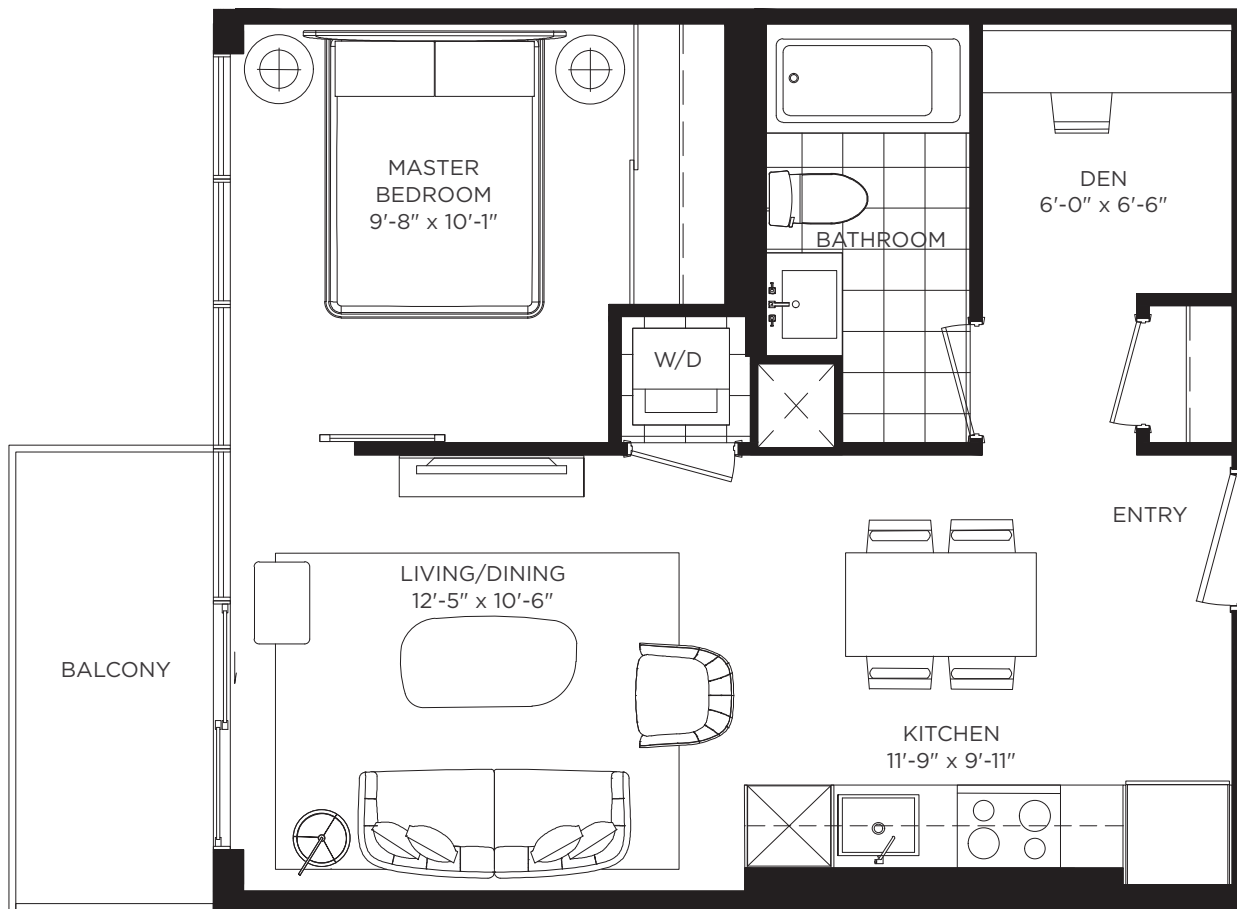 MASTER
BEDROOM
9'-8" x 10'-1"
DEN
6'-0" x 6'-6"
BATHROOM
W/D
ENTRY
LIVING/DINING
12'-5" x 10'-6"
BALCONY
KITCHEN
11'-9" x 9'-11"